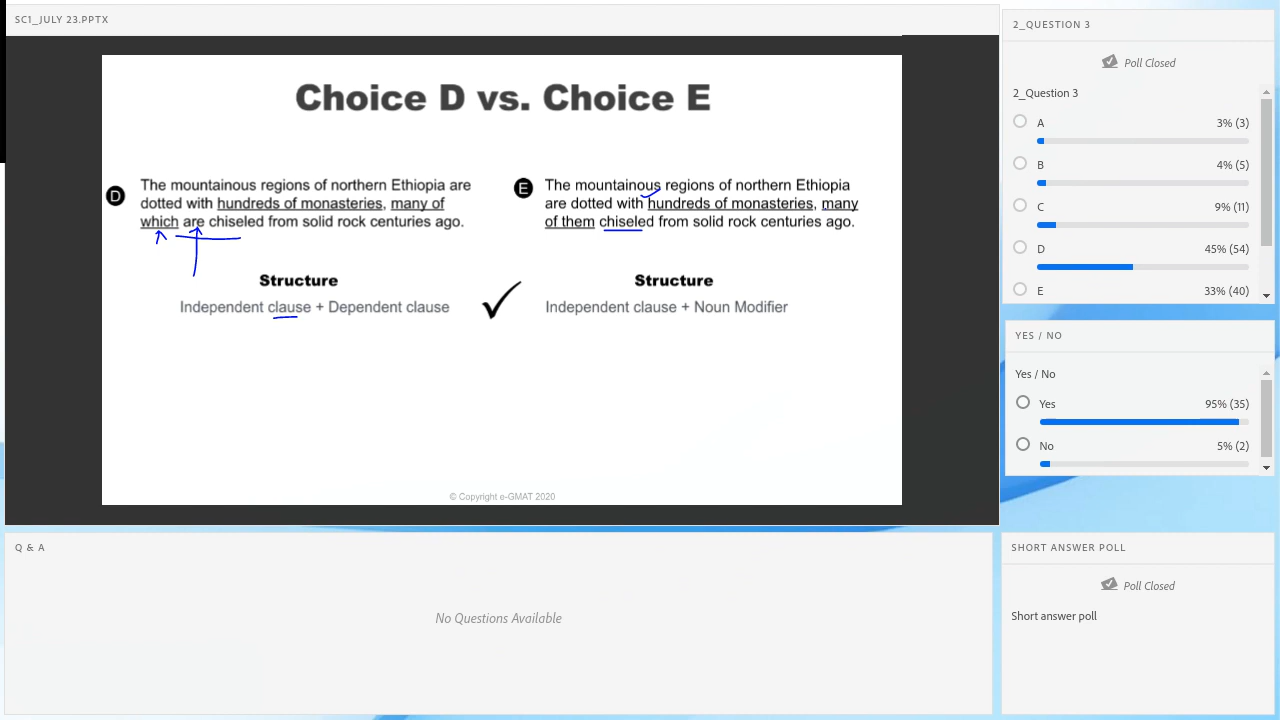 SC1_JULY 23.PPTX
Choice D vs. Choice E
D
The mountainous regions of northern Ethiopia are
dotted with hundreds of monasteries, many of
which are chiseled from solid rock centuries ago.
Structure
Independent clause + Dependent clause
E
The mountainous regions of northern Ethiopia
are dotted with hundreds of monasteries, many
of them chiseled from solid rock centuries ago.
Structure
Independent clause + Noun Modifier
© Copyright e-GMAT 2020
2_QUESTION 3
Poll Closed
2_Question 3
A 3% (3)
B 4% (5)
C 9% (11)
D 45% (54)
E 33% (40)
YES / NO
Yes / No
Yes 95% (35)
No 5% (2)
Q & A
No Questions Available
SHORT ANSWER POLL
Poll Closed
Short answer poll